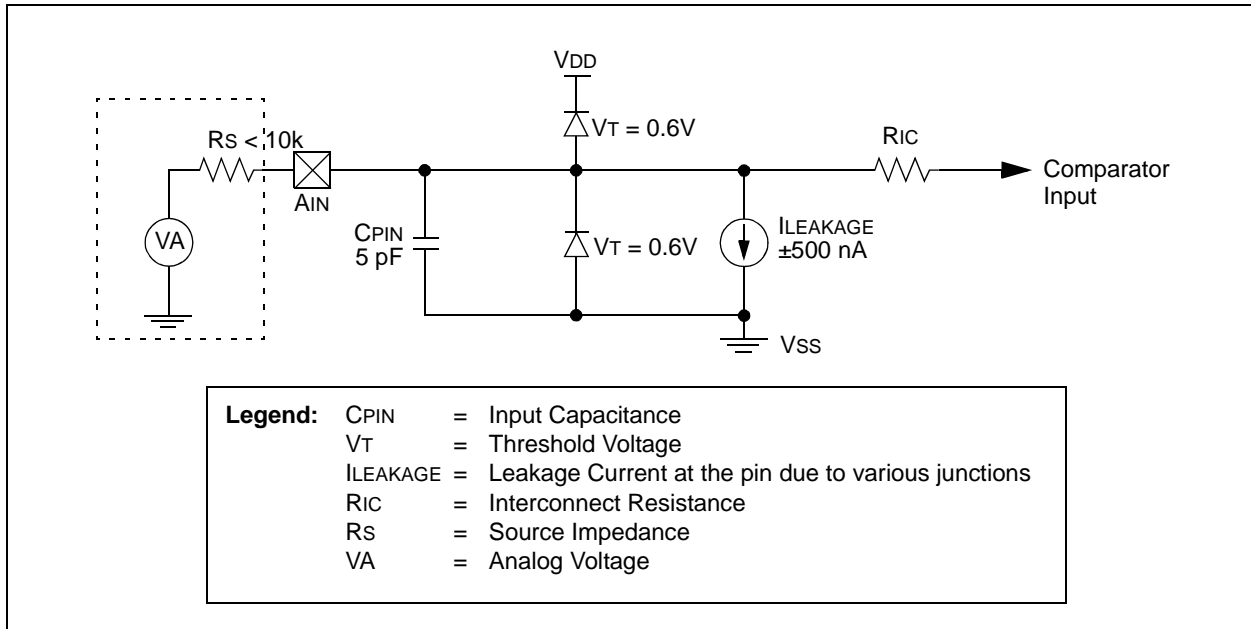 VDD
VT = 0.6V
RS < 10k
RIC
AIN
Comparator
Input
VA
CPIN
5 pF
VT = 0.6V
ILEAKAGE
±500 nA
VSS
Legend: CPIN = Input Capacitance
VT = Threshold Voltage
ILEAKAGE = Leakage Current at the pin due to various junctions
RIC = Interconnect Resistance
RS = Source Impedance
VA = Analog Voltage